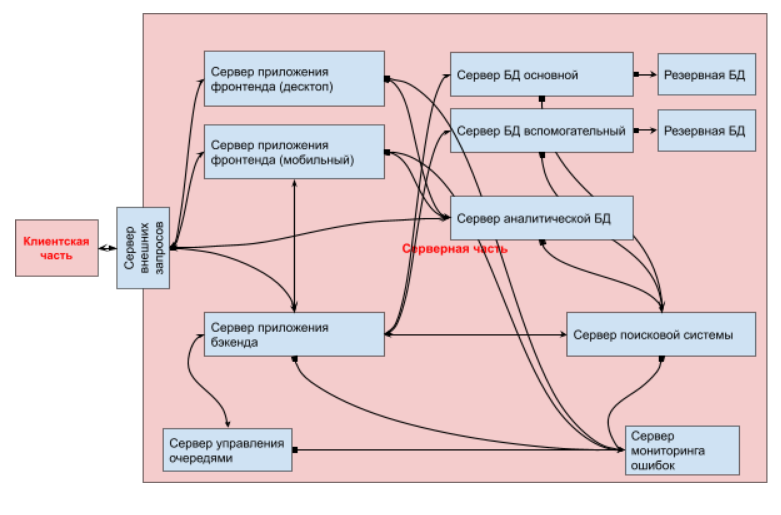 Сервер приложения
фронтенда (десктоп)
Сервер БД основной
Резервная БД
Сервер БД вспомогательный
Резервная БД
Сервер приложения
фронтенда (мобильный)
Сервер аналитической БД
Клиентская
часть
Сервер
внешних
запросов
Серверная часть
Сервер приложения
бэкенда
Сервер поисковой системы
Сервер управления
очередями
Сервер
мониторинга
ошибок